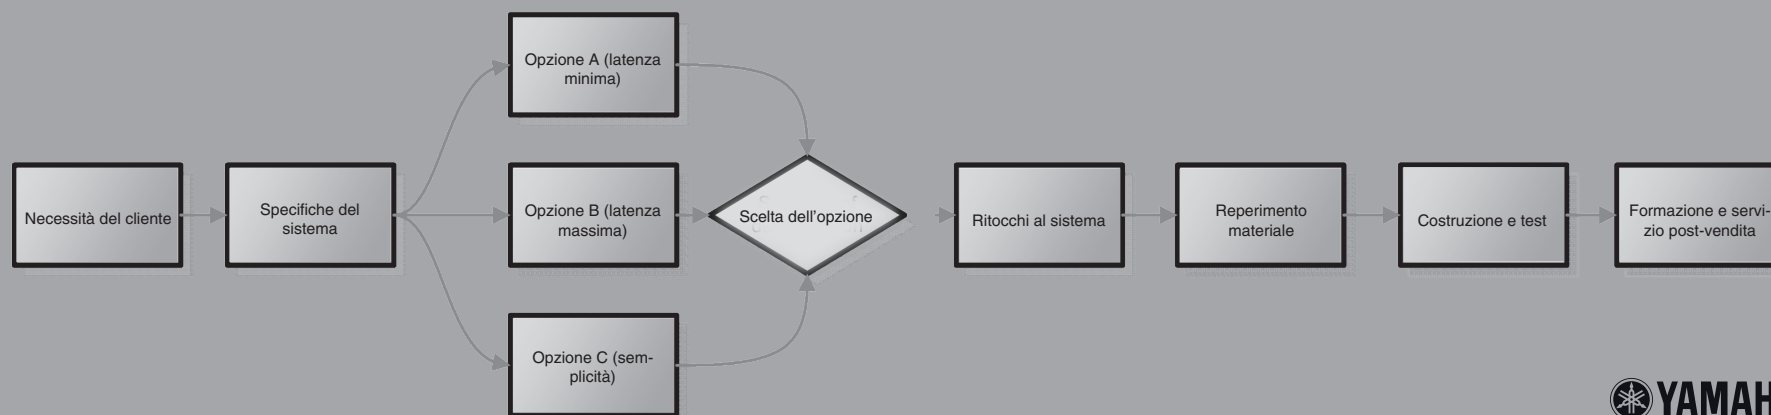 Necessità del cliente
Specifiche del
sistema
Opzione A (latenza
minima)
Opzione B (latenza
massima)
Opzione C (sem-
plicità)
Scelta dell'opzione
Ritocchi al sistema
Reperimento
materiale
Costruzione e test
Formazione e servi-
zio post-vendita
YAMAH